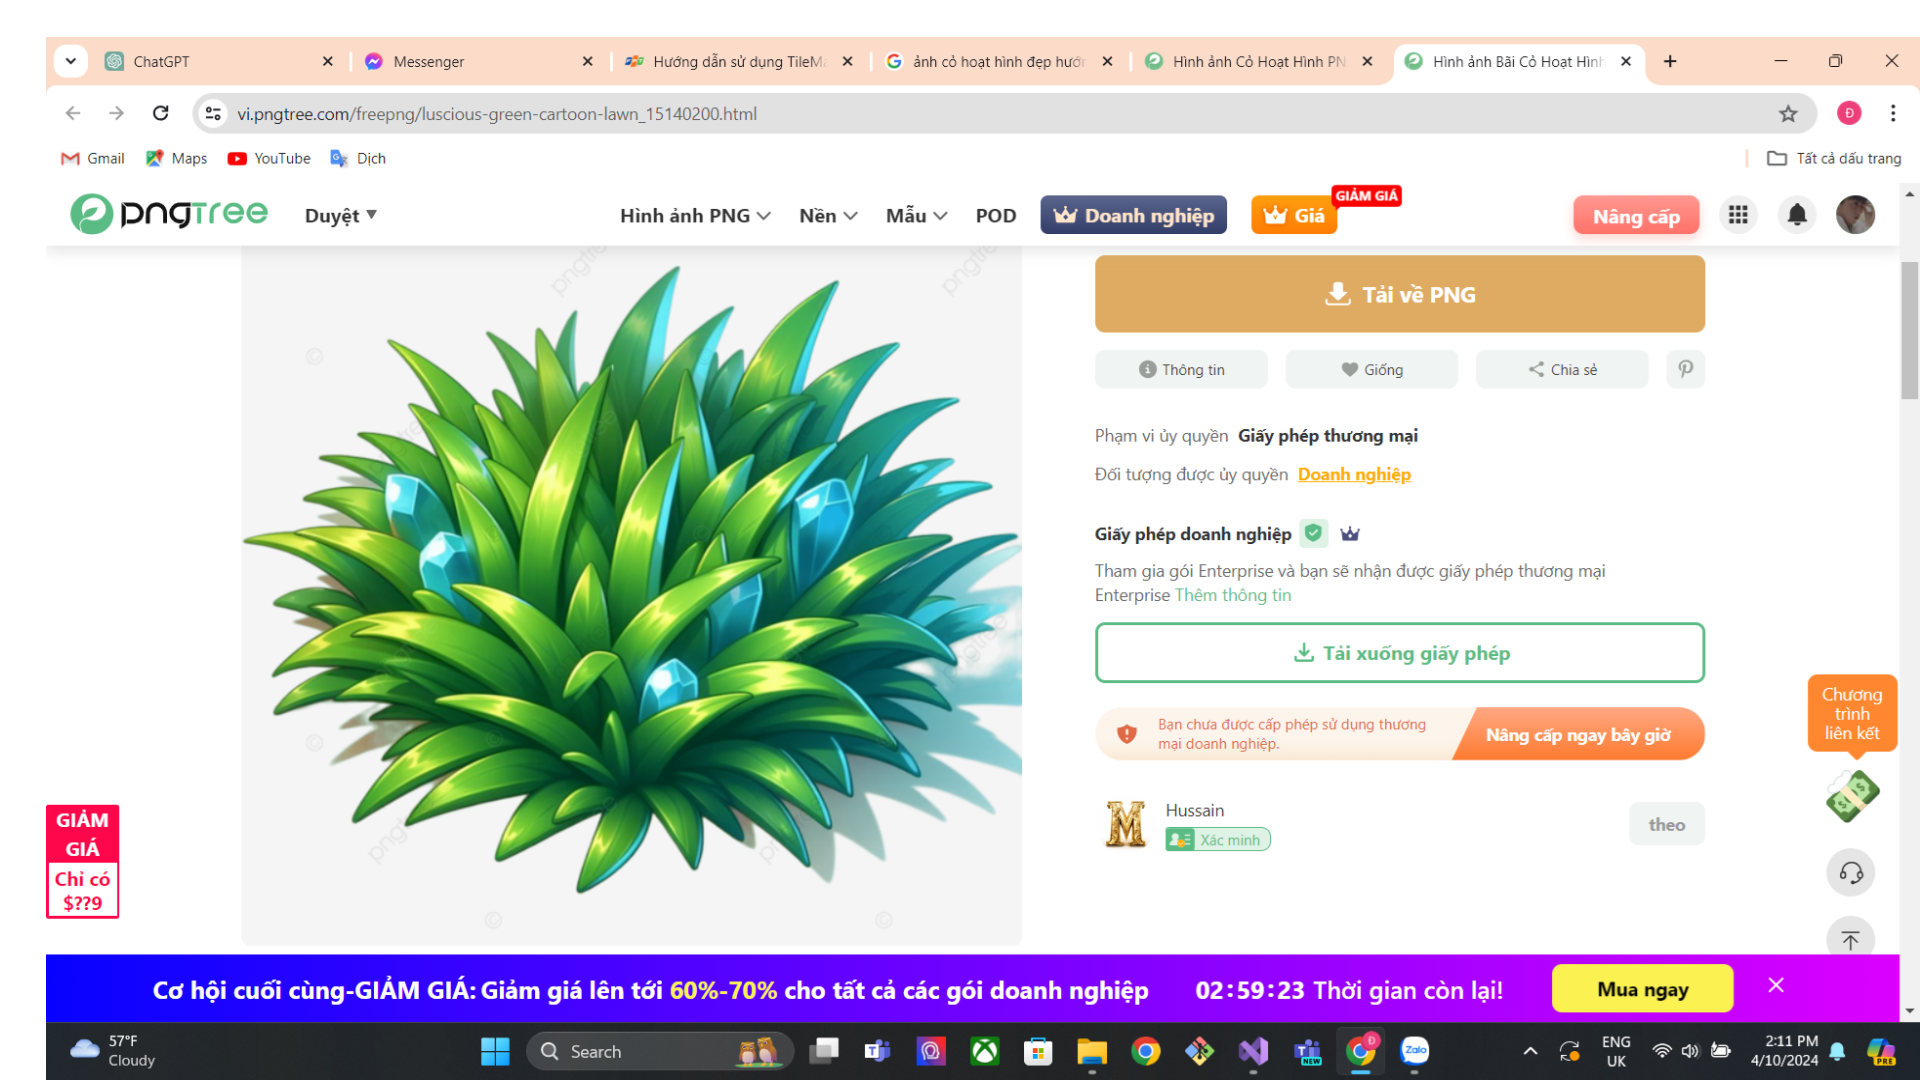 ChatGPT
Messenger
Hướng dẫn sử dụng TileMa
ảnh cỏ hoạt hình đẹp hướn
Hình ảnh Cỏ Hoạt Hình PN
Hình ảnh Bãi Cỏ Hoạt Hình
vi.pngtree.com/freepng/luscious-green-cartoon-lawn_15140200.html
Đ
Gmail
Maps
YouTube
Dịch
Tất cả dấu trang
pngtree
Duyệt
Hình ảnh PNG
Nền
Mẫu
POD
Doanh nghiệp
Giá
GIẢM GIÁ
Nâng cấp
Tải về PNG
Thông tin
Giống
Chia sẻ
Phạm vi ủy quyền Giấy phép thương mại
Đối tượng được ủy quyền Doanh nghiệp
Giấy phép doanh nghiệp
Tham gia gói Enterprise và bạn sẽ nhận được giấy phép thương mại
Enterprise Thêm thông tin
Tải xuống giấy phép
Bạn chưa được cấp phép sử dụng thương
mại doanh nghiệp.
Nâng cấp ngay bây giờ
Chương
trình
liên kết
M
Hussain
Xác minh
theo
GIẢM
GIÁ
Chỉ có
$??9
pngtree
pngtree
pngtree
Cơ hội cuối cùng-GIẢM GIÁ: Giảm giá lên tới 60%-70% cho tất cả các gói doanh nghiệp
02:59:23 Thời gian còn lại!
Mua ngay
57°F
Cloudy
Search
NEW
Đ
Zalo
ENG
UK
2:11 PM
4/10/2024
PRE